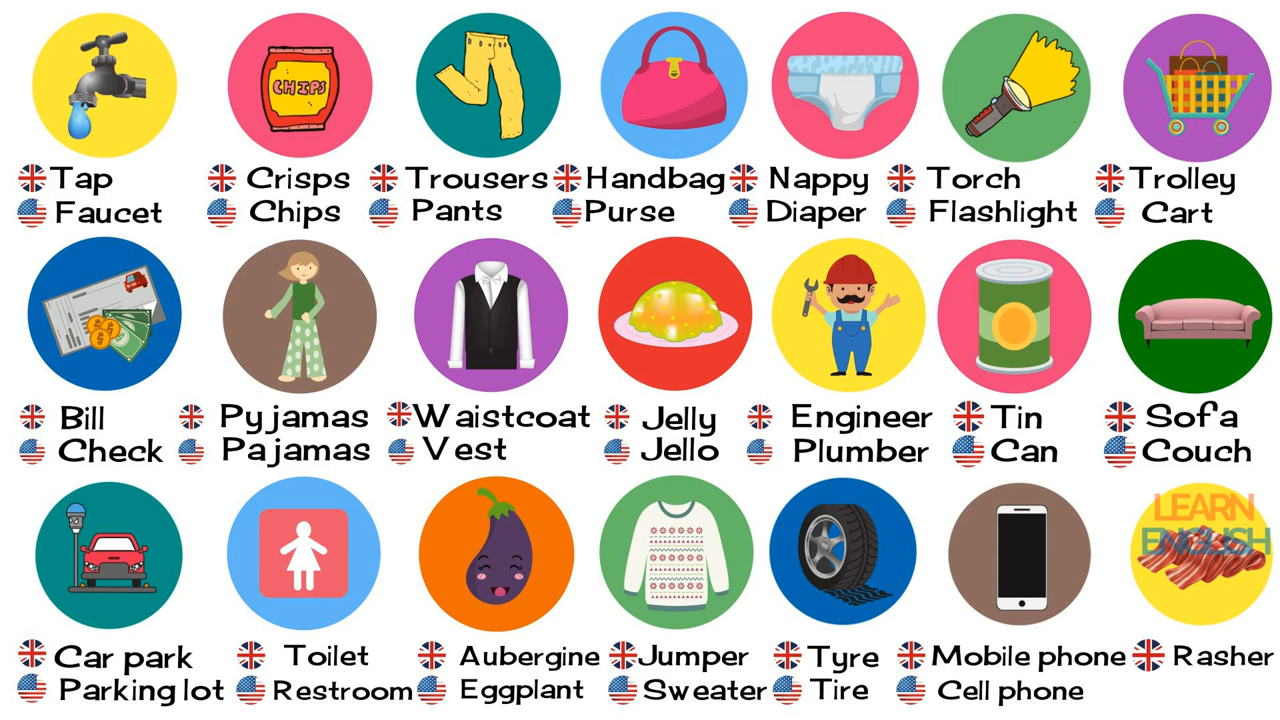 CHIPS
Tap
Faucet
Crisps
Chips
Trousers
Pants
Handbag
Purse
Nappy
Diaper
Torch
Flashlight
Trolley
Cart
Bill
Check
Pyjamas
Pajamas
Waistcoat
Vest
Jelly
Jello
Engineer
Plumber
Tin
Can
Sofa
Couch
LEARN
ENGLISH
Car park
Parking lot
Toilet
Restroom
Aubergine
Eggplant
Jumper
Sweater
Tyre
Tire
Mobile phone
Cell phone
Rasher